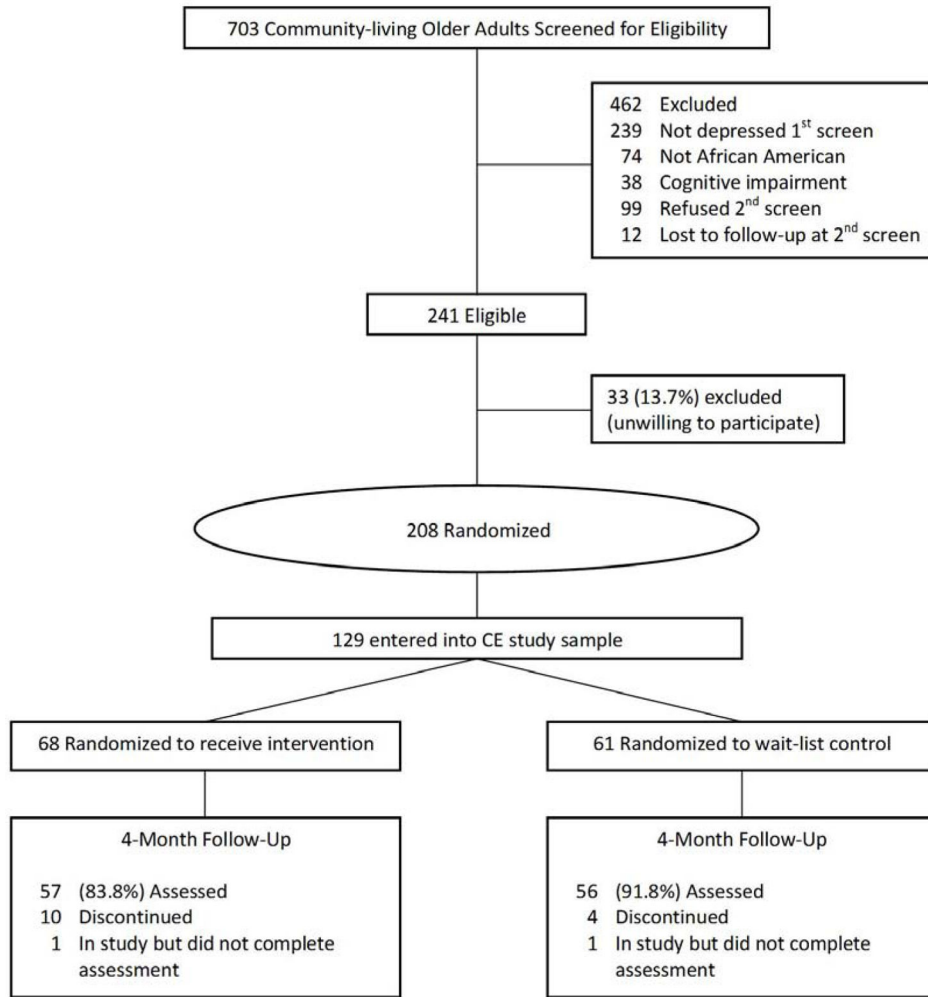 703 Community-living Older Adults Screened for Eligibility
462 Excluded
239 Not depressed 1st screen
74 Not African American
38 Cognitive impairment
99 Refused 2nd screen
12 Lost to follow-up at 2nd screen
241 Eligible
33 (13.7%) excluded
(unwilling to participate)
208 Randomized
129 entered into CE study sample
68 Randomized to receive intervention
61 Randomized to wait-list control
4-Month Follow-Up
57 (83.8%) Assessed
10 Discontinued
1 In study but did not complete
assessment
4-Month Follow-Up
56 (91.8%) Assessed
4 Discontinued
1 In study but did not complete
assessment